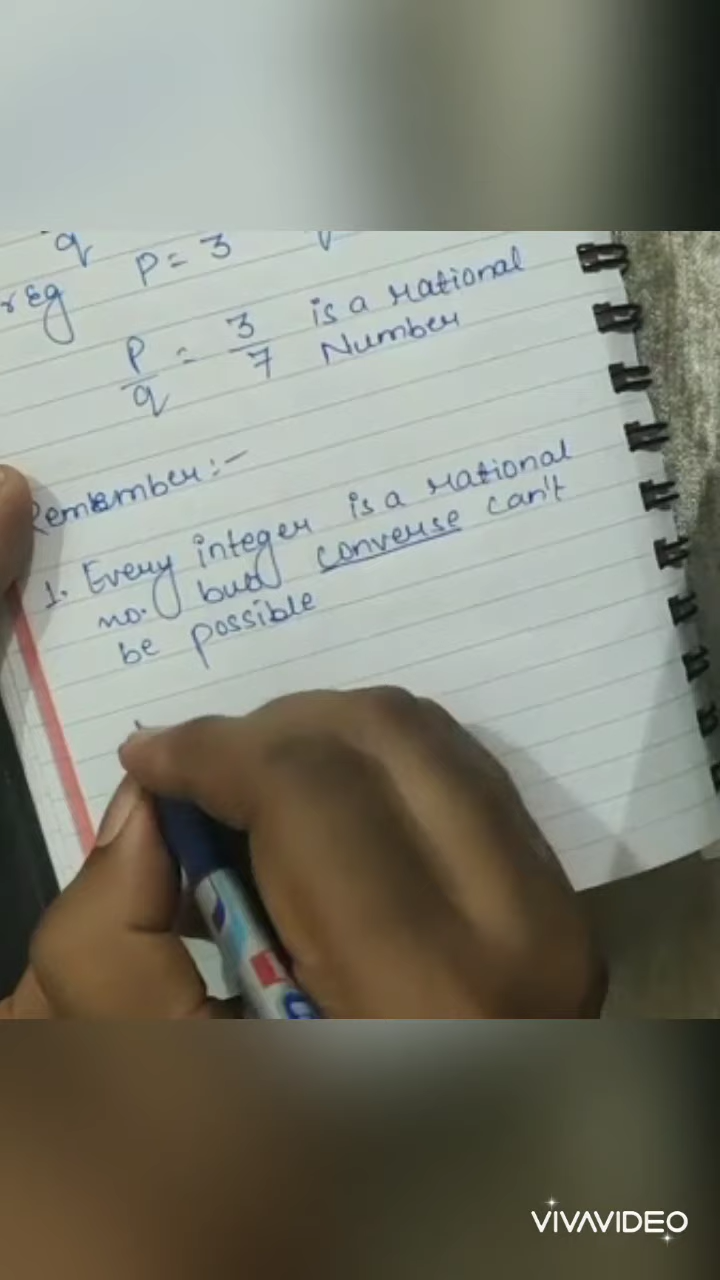 q
eg P = 3
P/q = 3/7 is a rational
Number
Remember:-
1. Every integer is a rational
no. but converse can't
be possible
VIVAVIDEO